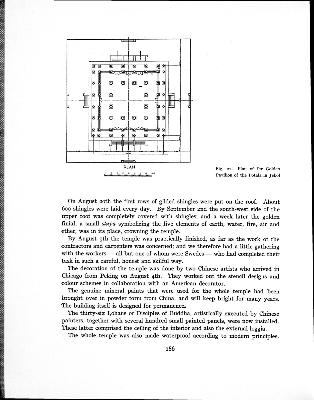 PLAN
Fig. Plan of the Golden
Pavilion of the Potala in Jehol
On August 20th the first rows of gilded shingles were put on the roof. About
600 shingles were laid every day. By September 2nd the south-west side of the
upper roof was completely covered with shingles, and a week later the golden
finial, a small stupa symbolizing the five elements of earth, water, fire, air and
ether, was in its place, crowning the temple.
By August 9th the temple was practically finished, as far as the work of the
contractors and carpenters was concerned; and we therefore had a little gathering
with the workers — all but one of whom were Swedes — who had completed their
task in such a careful, honest and skilful way.
The decoration of the temple was done by two Chinese artists who arrived in
Chicago from Peking on August 4th. They worked out the stencil designs and
colour schemes in collaboration with an American decorator.
The genuine mineral paints that were used for the whole temple had been
brought over in powder form from China and will keep bright for many years.
The building itself is designed for permanence.
The thirty-six Lohans or Disciples of Buddha, artistically executed by Chinese
painters, together with several hundred small painted panels, were now installed.
These latter comprised the ceiling of the interior and also the external loggia.
The whole temple was also made waterproof according to modern principles.
166